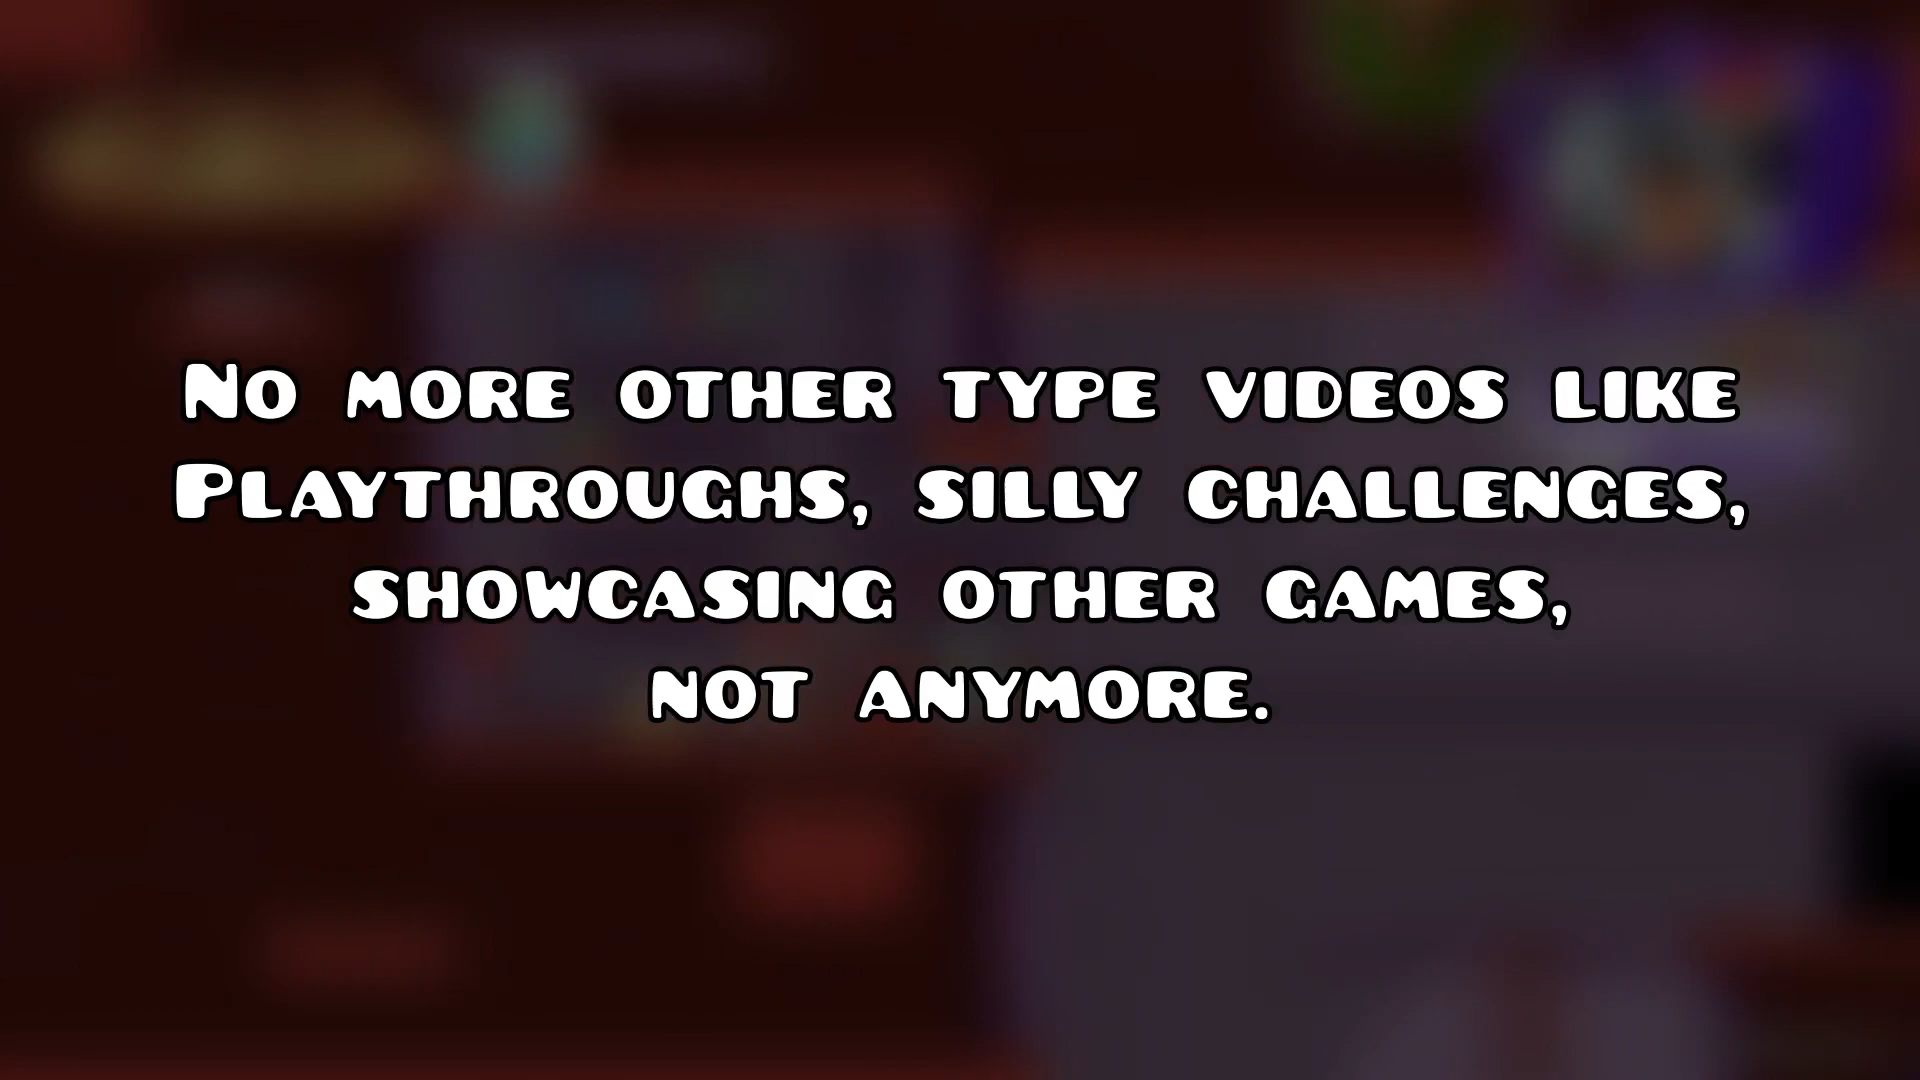 No more other type videos like
Playthroughs, silly challenges,
showcasing other games,
not anymore.